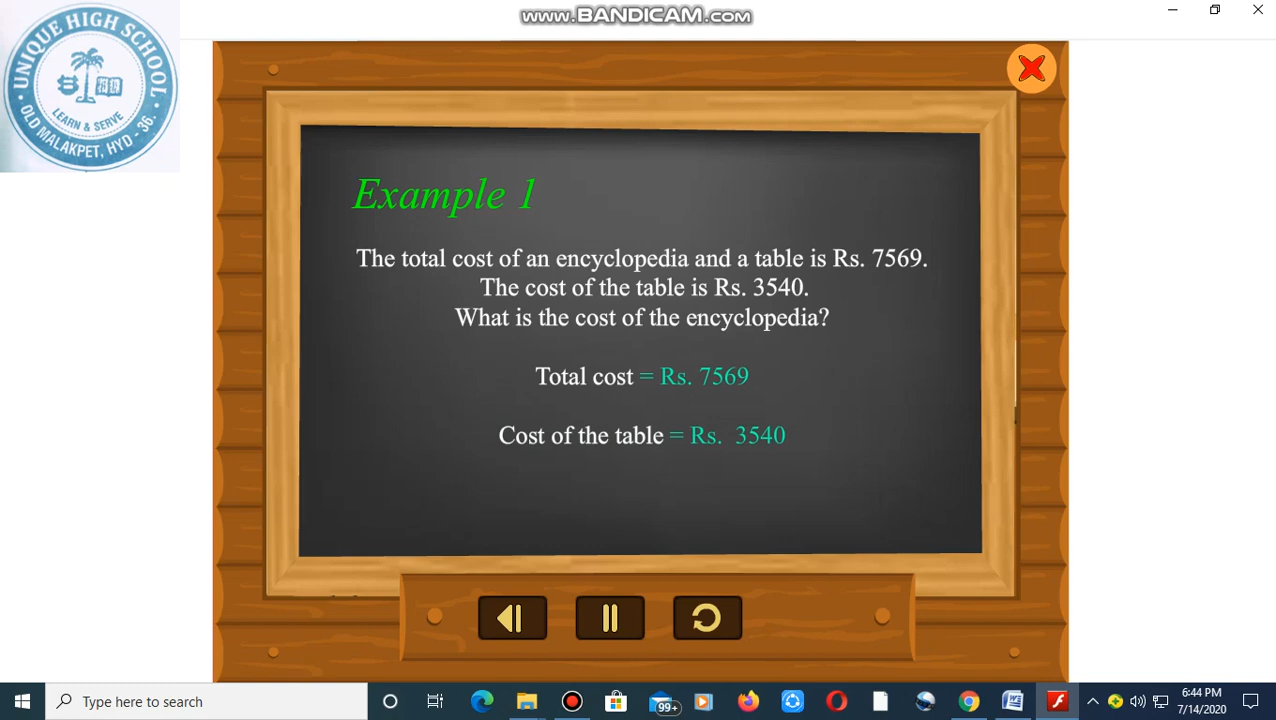 www.BANDICAM.com
UNIQUE HIGH SCHOOL
LEARN & SERVE
OLD MALAKPET, HYD - 36.
Example 1
The total cost of an encyclopedia and a table is Rs. 7569.
The cost of the table is Rs. 3540.
What is the cost of the encyclopedia?
Total cost = Rs. 7569
Cost of the table = Rs. 3540
Type here to search
99+
6:44 PM
7/14/2020